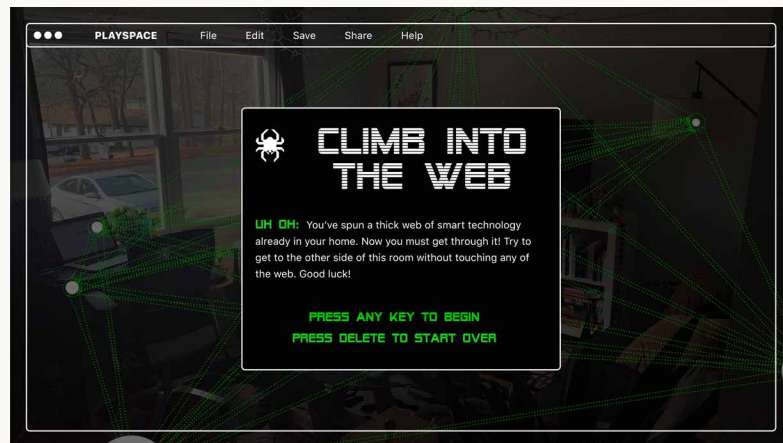 PLAYSPACE File Edit Save Share Help
CLIMB INTO
THE WEB
UH OH: You've spun a thick web of smart technology
already in your home. Now you must get through it! Try to
get to the other side of this room without touching any of
the web. Good luck!
PRESS ANY KEY TO BEGIN
PRESS DELETE TO START OVER